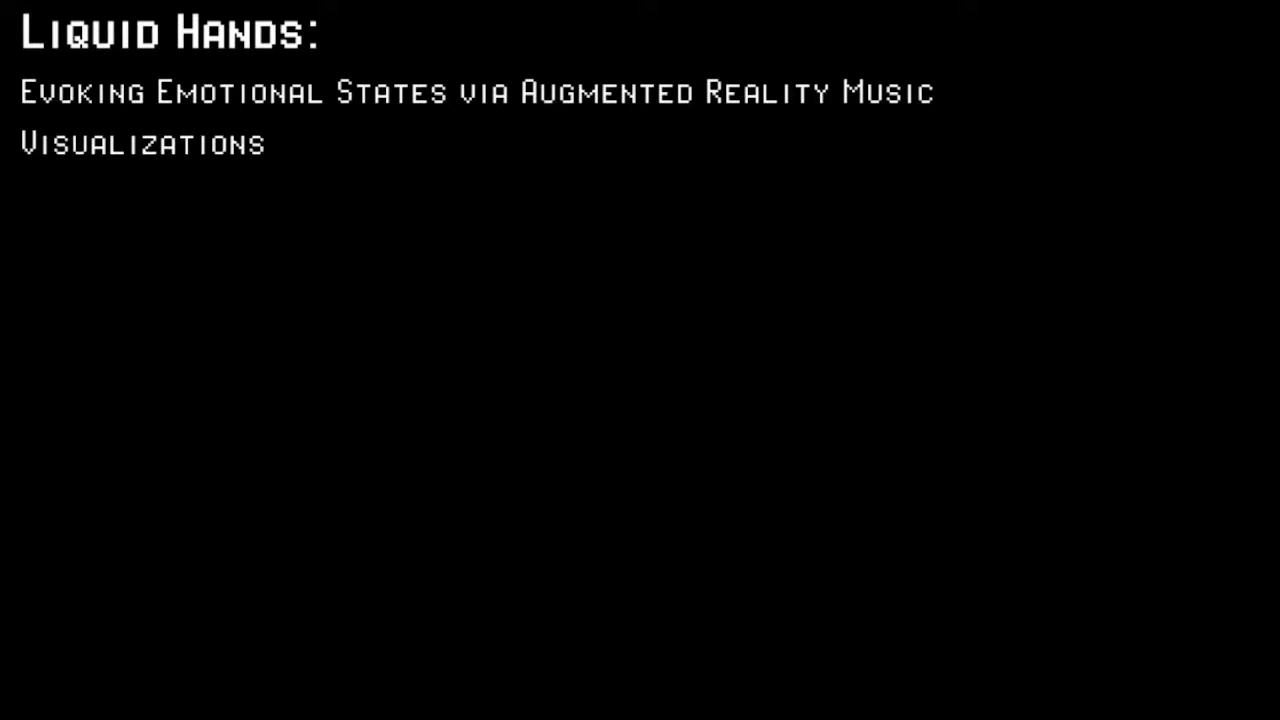 Liquid Hands:
Evoking Emotional States via Augmented Reality Music
Visualizations